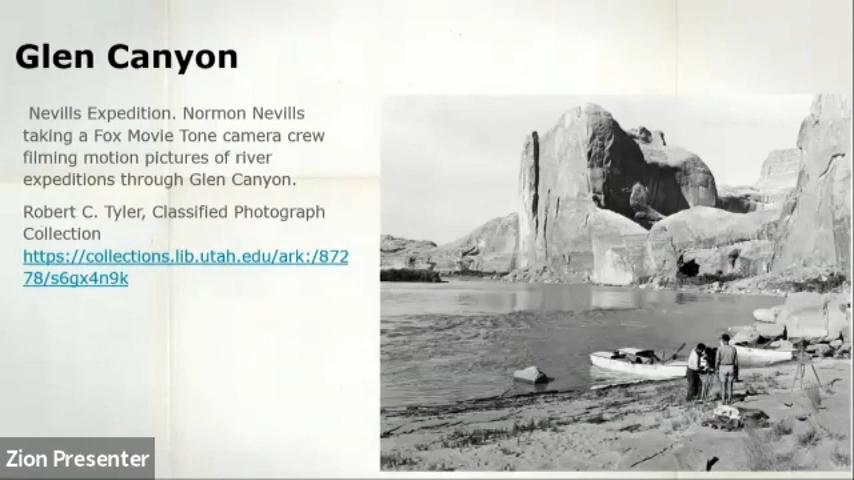 Glen Canyon
Nevills Expedition. Normon Nevills
taking a Fox Movie Tone camera crew
filming motion pictures of river
expeditions through Glen Canyon.
Robert C. Tyler, Classified Photograph
Collection
https://collections.lib.utah.edu/ark:/872
78/s6gx4n9k
Zion Presenter